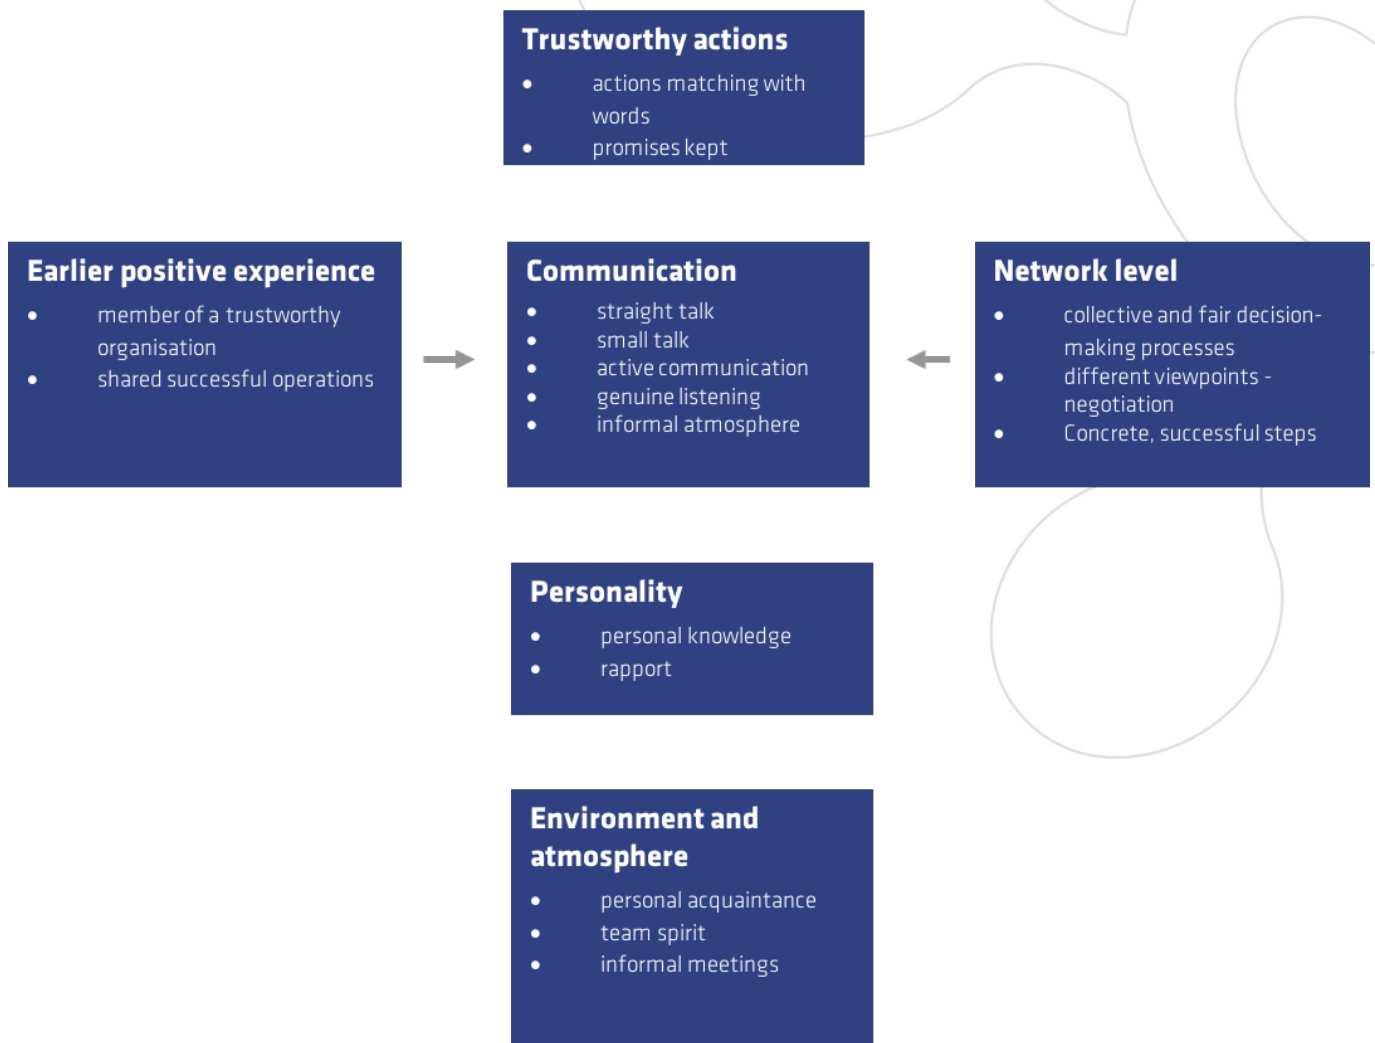 Trustworthy actions
• actions matching with
words
• promises kept
Earlier positive experience
• member of a trustworthy
organisation
• shared successful operations
Communication
• straight talk
• small talk
• active communication
• genuine listening
• informal atmosphere
Network level
• collective and fair decision-
making processes
• different viewpoints -
negotiation
• Concrete, successful steps
Personality
• personal knowledge
• rapport
Environment and
atmosphere
• personal acquaintance
• team spirit
• informal meetings